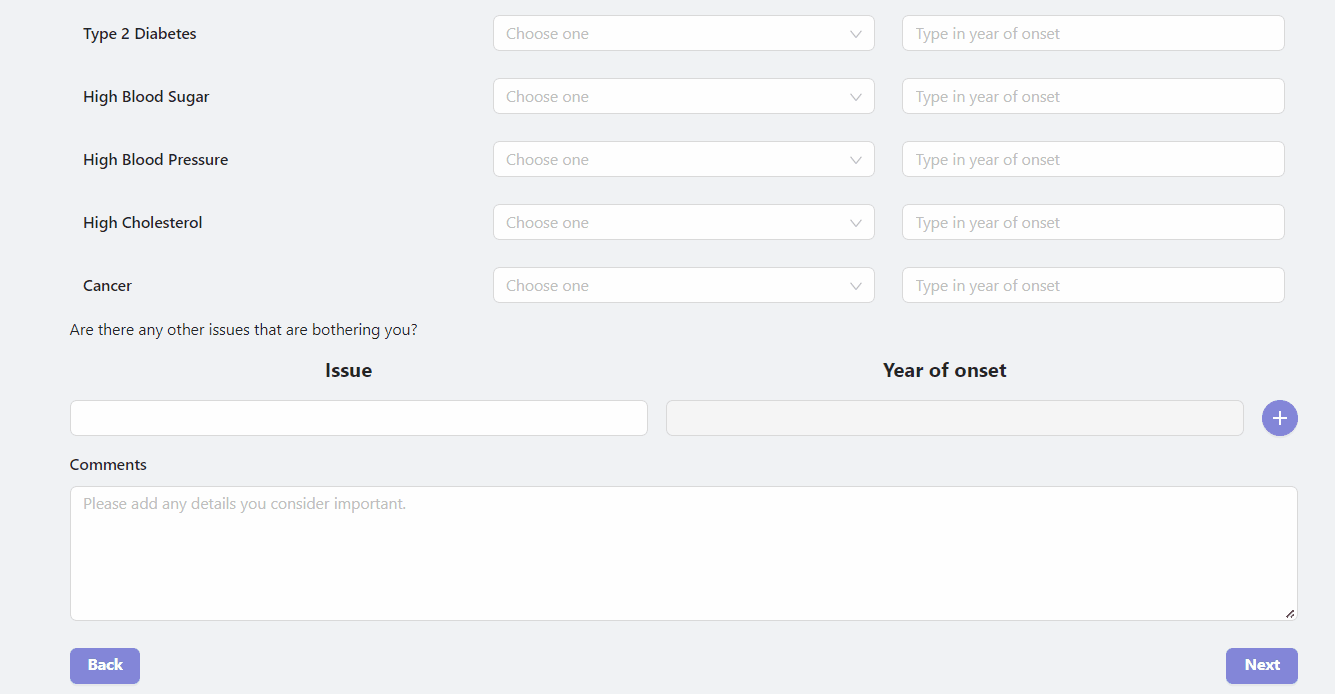 Type 2 Diabetes Choose one Type in year of onset
High Blood Sugar Choose one Type in year of onset
High Blood Pressure Choose one Type in year of onset
High Cholesterol Choose one Type in year of onset
Cancer Choose one Type in year of onset
Are there any other issues that are bothering you?
Issue Year of onset
Comments
Please add any details you consider important.
Back Next